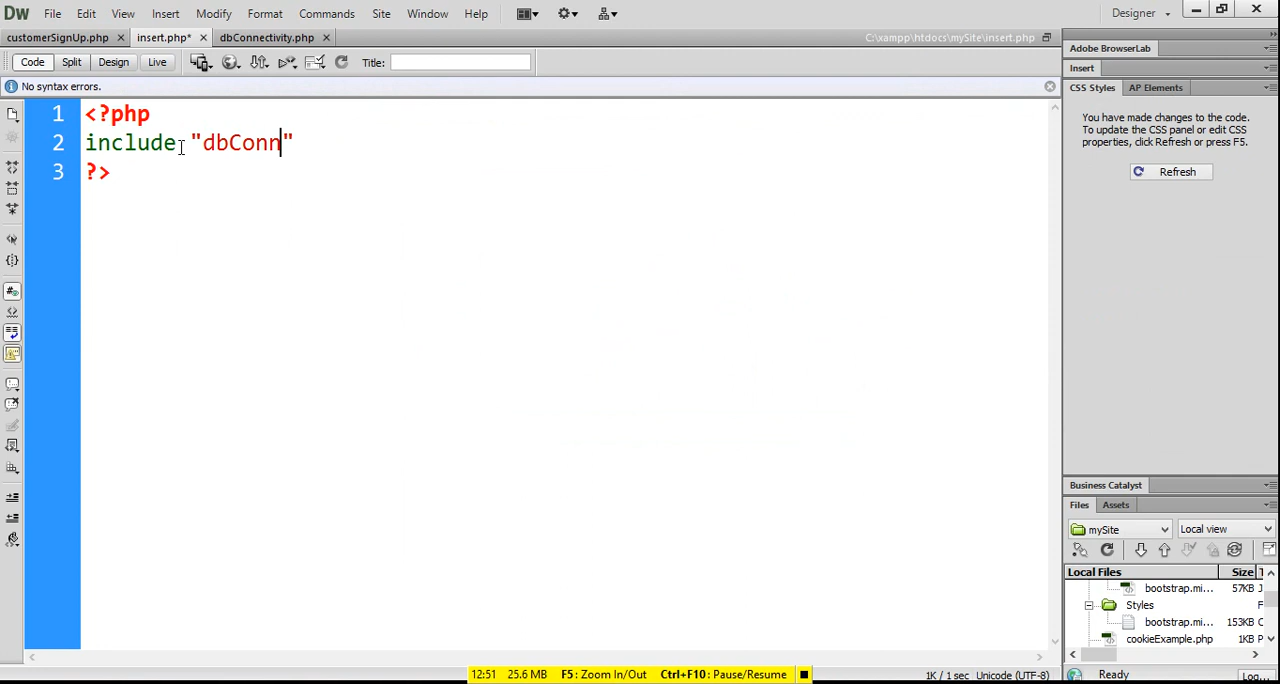 DW File Edit View Insert Modify Format Commands Site Window Help Designer
customerSignUp.php insert.php* dbConnectivity.php C:\xampp\htdocs\mySite\insert.php
Code Split Design Live Title:
No syntax errors.
1 <?php
2 include "dbConn"
3 ?>
Adobe BrowserLab
Insert
CSS Styles AP Elements
You have made changes to the code.
To update the CSS panel or edit CSS
properties, click Refresh or press F5.
Refresh
Business Catalyst
Files Assets
mySite Local view
Local Files Size
bootstrap.mi... 57KB
Styles F
bootstrap.mi... 153KB
cookieExample.php 1KB P
12:51 25.6 MB F5: Zoom In/Out Ctrl+F10: Pause/Resume
1K / 1 sec Unicode (UTF-8) Ready Log...